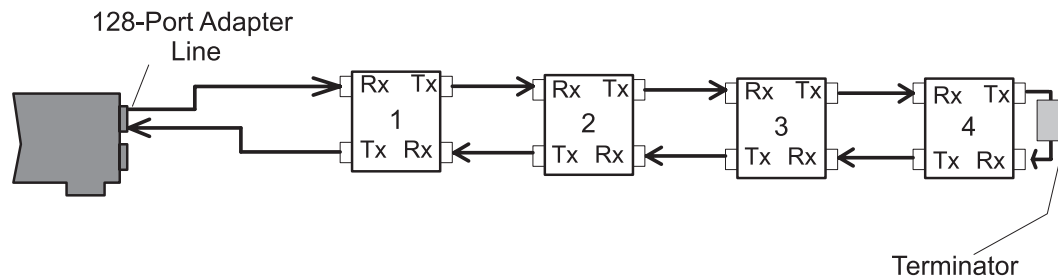 128-Port Adapter
Line
Rx Tx
1
Tx Rx
Rx Tx
2
Tx Rx
Rx Tx
3
Tx Rx
Rx Tx
4
Tx Rx
Terminator